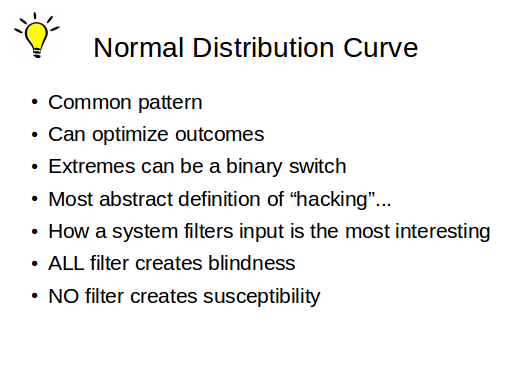 Normal Distribution Curve
• Common pattern
• Can optimize outcomes
• Extremes can be a binary switch
• Most abstract definition of “hacking”...
• How a system filters input is the most interesting
• ALL filter creates blindness
• NO filter creates susceptibility